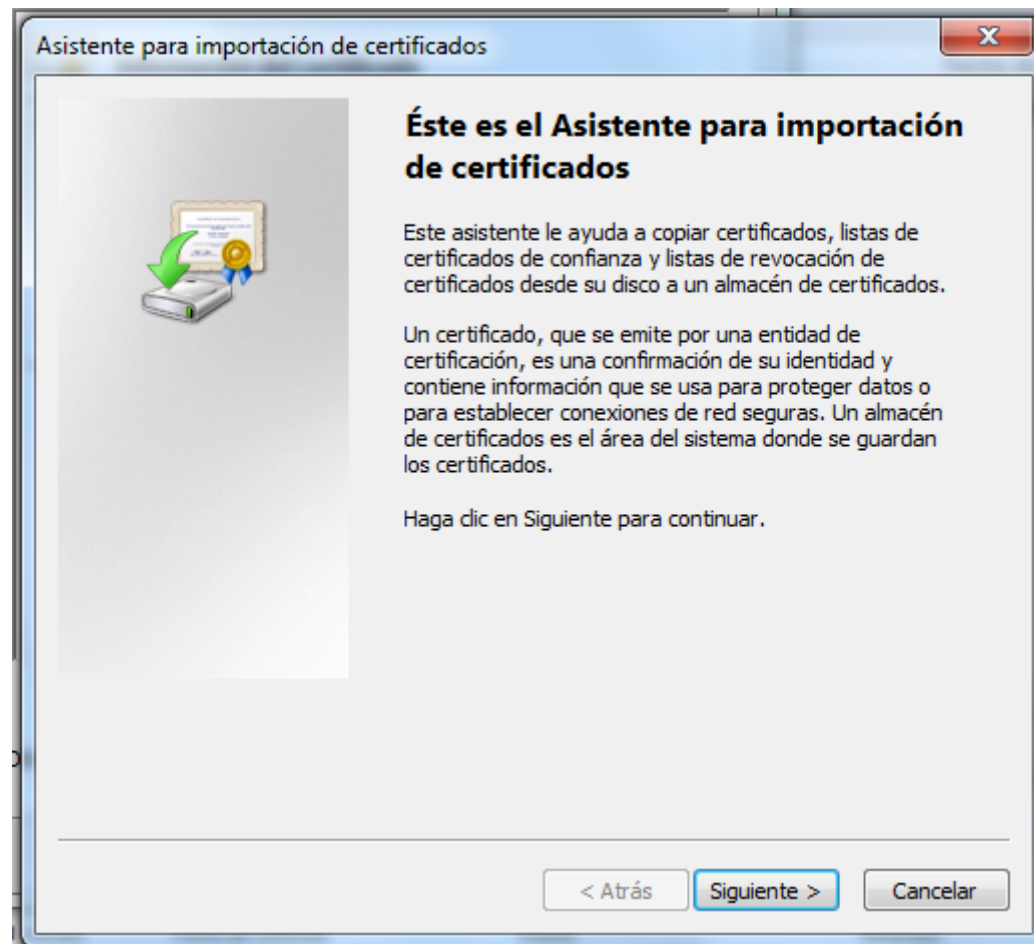 Asistente para importación de certificados
Éste es el Asistente para importación
de certificados
Este asistente le ayuda a copiar certificados, listas de
certificados de confianza y listas de revocación de
certificados desde su disco a un almacén de certificados.
Un certificado, que se emite por una entidad de
certificación, es una confirmación de su identidad y
contiene información que se usa para proteger datos o
para establecer conexiones de red seguras. Un almacén
de certificados es el área del sistema donde se guardan
los certificados.
Haga clic en Siguiente para continuar.
< Atrás
Siguiente >
Cancelar